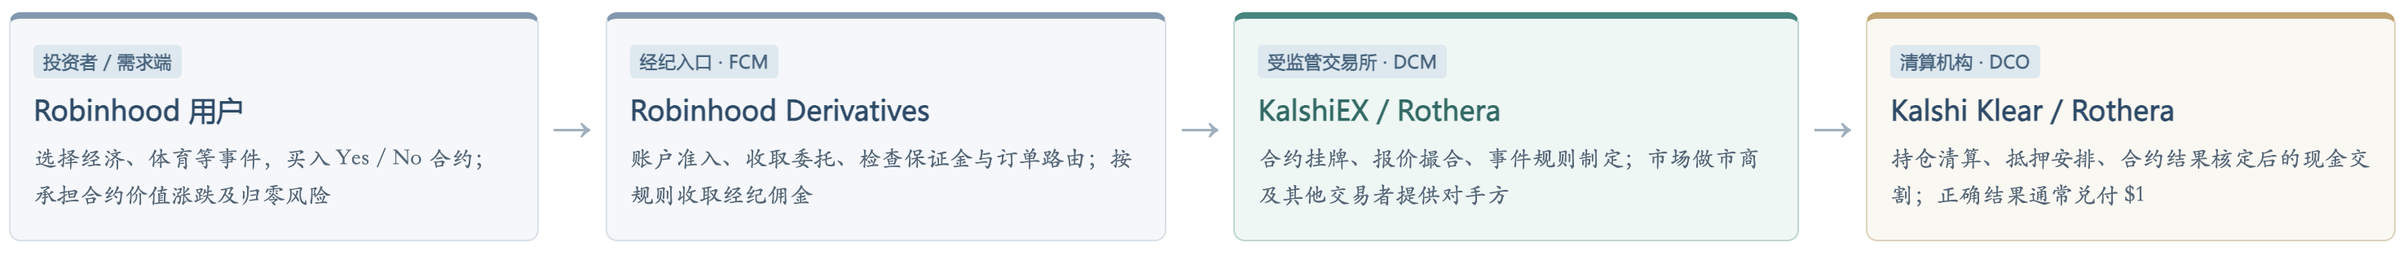 投资者 / 需求端
Robinhood 用户
选择经济、体育等事件，买入 Yes / No 合约；
承担合约价值涨跌及归零风险
→
经纪入口 · FCM
Robinhood Derivatives
账户准入、收取委托、检查保证金与订单路由；按
规则收取经纪佣金
→
受监管交易所 · DCM
KalshiEX / Rothera
合约挂牌、报价撮合、事件规则制定；市场做市商
及其他交易者提供对手方
→
清算机构 · DCO
Kalshi Klear / Rothera
持仓清算、抵押安排、合约结果核定后的现金交
割；正确结果通常兑付 $1